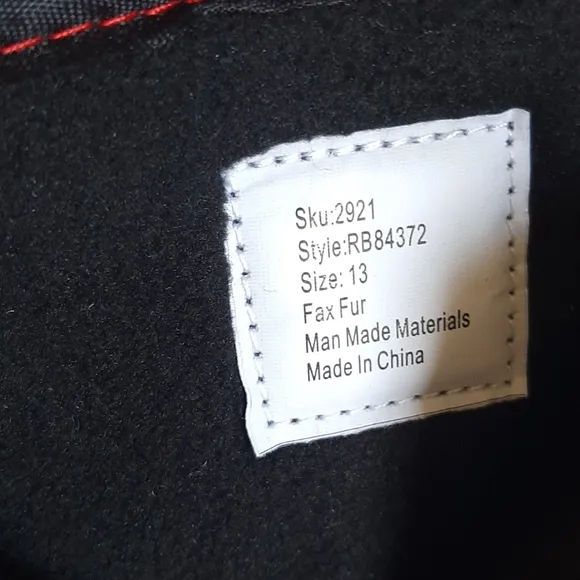 Sku:2921
Style:RB84372
Size: 13
Fax Fur
Man Made Materials
Made In China